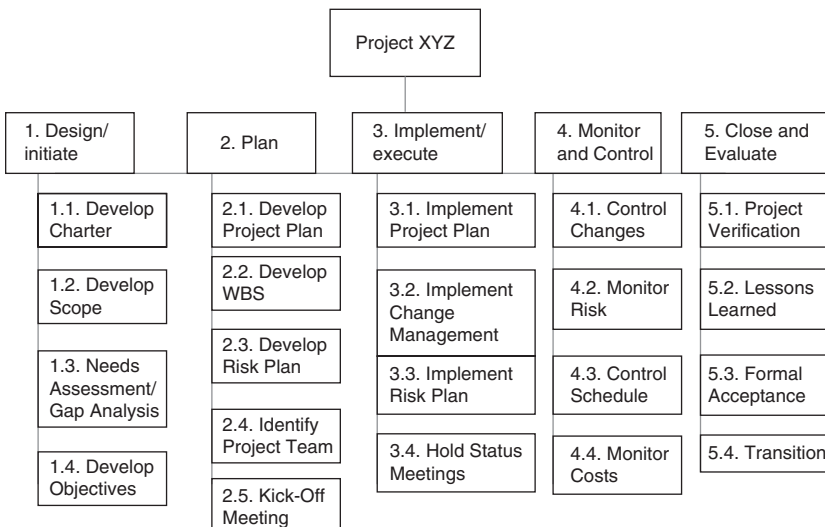 Project XYZ
1. Design/
initiate
2. Plan
3. Implement/
execute
4. Monitor
and Control
5. Close and
Evaluate
1.1. Develop
Charter
1.2. Develop
Scope
1.3. Needs
Assessment/
Gap Analysis
1.4. Develop
Objectives
2.1. Develop
Project Plan
2.2. Develop
WBS
2.3. Develop
Risk Plan
2.4. Identify
Project Team
2.5. Kick-Off
Meeting
3.1. Implement
Project Plan
3.2. Implement
Change
Management
3.3. Implement
Risk Plan
3.4. Hold Status
Meetings
4.1. Control
Changes
4.2. Monitor
Risk
4.3. Control
Schedule
4.4. Monitor
Costs
5.1. Project
Verification
5.2. Lessons
Learned
5.3. Formal
Acceptance
5.4. Transition